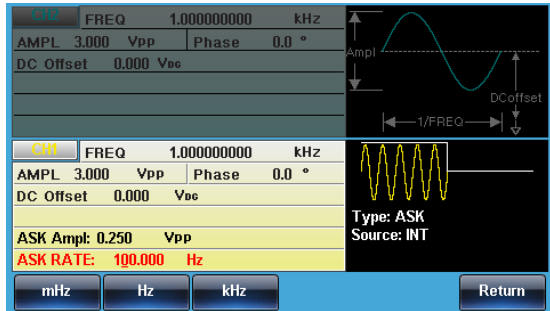 CH2 FREQ 1.000000000 kHz
AMPL 3.000 Vpp Phase 0.0 °
DC Offset 0.000 VDC
Ampl
DCoffset
1/FREQ
CH1 FREQ 1.000000000 kHz
AMPL 3.000 Vpp Phase 0.0 °
DC Offset 0.000 VDC
ASK Ampl: 0.250 Vpp
ASK RATE: 100.000 Hz
Type: ASK
Source: INT
mHz Hz kHz Return